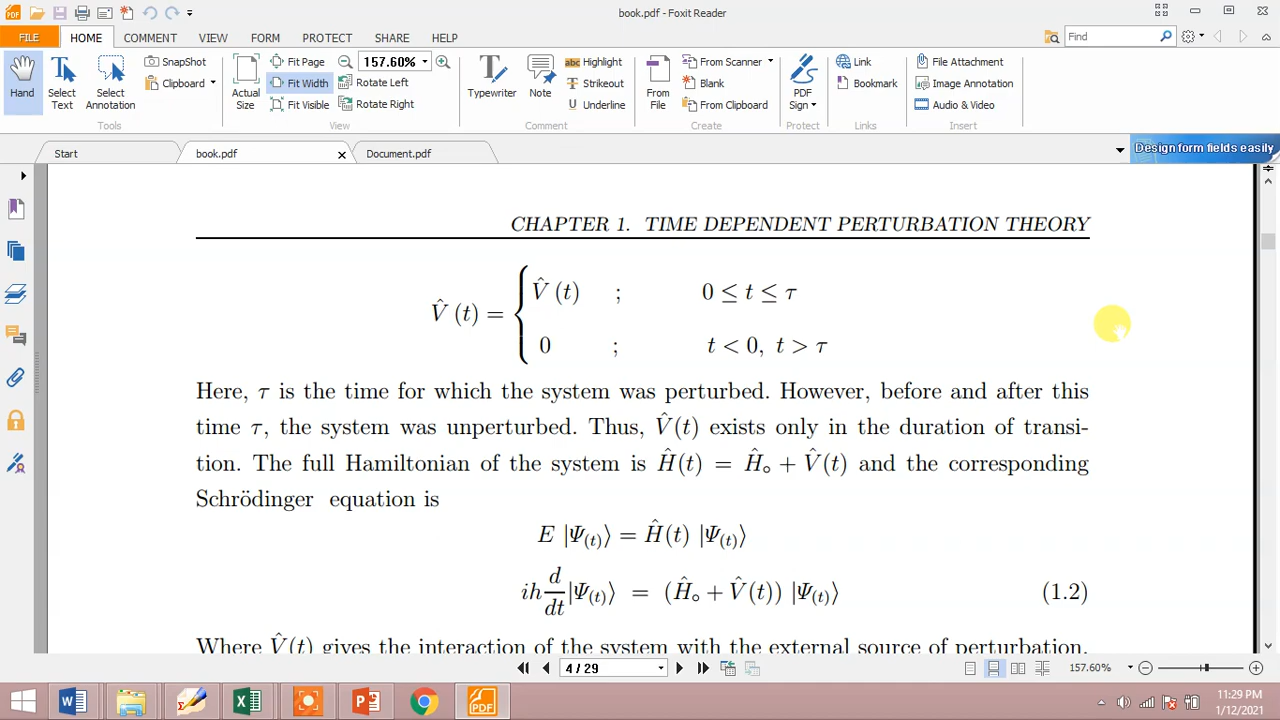 book.pdf - Foxit Reader
FILE HOME COMMENT VIEW FORM PROTECT SHARE HELP Find
SnapShot Fit Page 157.60% Highlight From Scanner Link File Attachment
Clipboard Fit Width Rotate Left Strikeout Blank Bookmark Image Annotation
Hand Select Text Select Annotation Actual Size Fit Visible Rotate Right Typewriter Note Underline From File From Clipboard PDF Sign Audio & Video
Tools View Comment Create Protect Links Insert
Start book.pdf Document.pdf Design form fields easily
CHAPTER 1. TIME DEPENDENT PERTURBATION THEORY
V̂ (t) = { V̂ (t) ; 0 ≤ t ≤ τ
0 ; t < 0, t > τ
Here, τ is the time for which the system was perturbed. However, before and after this
time τ, the system was unperturbed. Thus, V̂(t) exists only in the duration of transi-
tion. The full Hamiltonian of the system is Ĥ(t) = Ĥ∘ + V̂(t) and the corresponding
Schrödinger equation is
E |Ψ(t)⟩ = Ĥ(t) |Ψ(t)⟩
ih d/dt |Ψ(t)⟩ = (Ĥ∘ + V̂(t)) |Ψ(t)⟩ (1.2)
Where V̂(t) gives the interaction of the system with the external source of perturbation.
4 / 29 157.60%
11:29 PM
1/12/2021